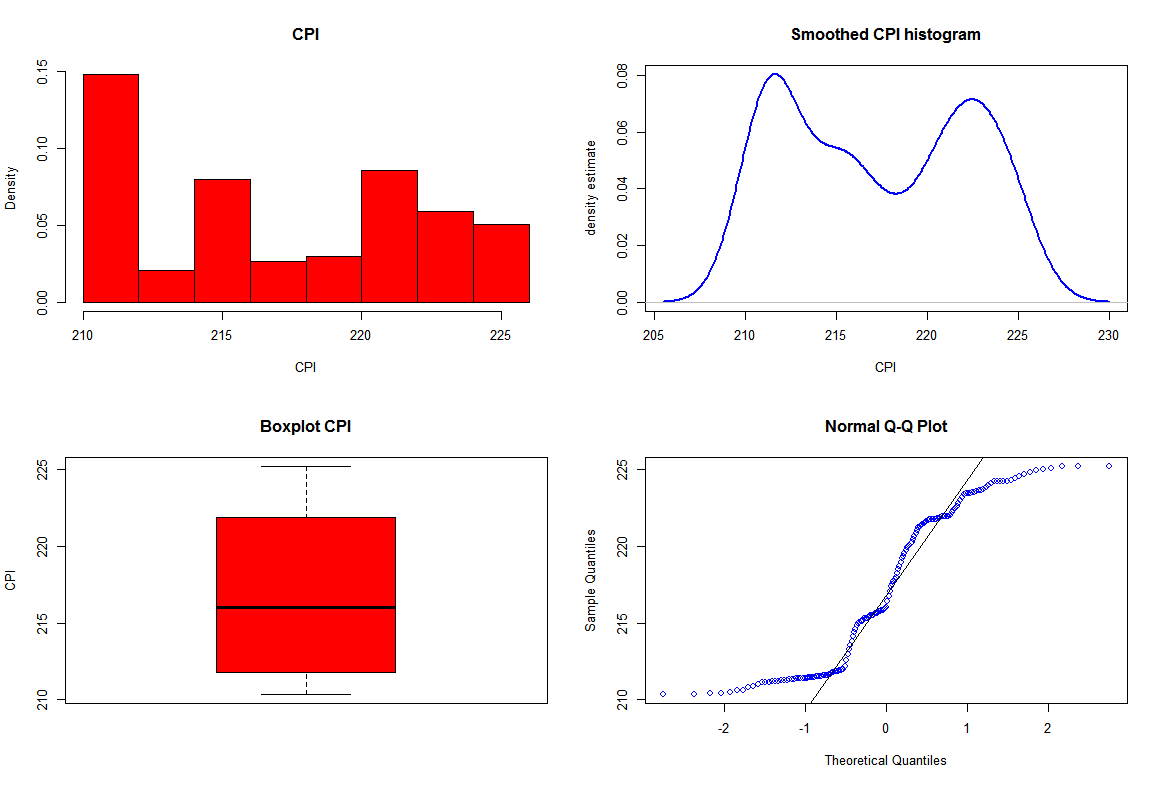 CPI
Density
0.00 0.05 0.10 0.15
210 215 220 225
CPI
Smoothed CPI histogram
density estimate
0.00 0.02 0.04 0.06 0.08
205 210 215 220 225 230
CPI
Boxplot CPI
CPI
210 215 220 225
Normal Q-Q Plot
Sample Quantiles
210 215 220 225
-2 -1 0 1 2
Theoretical Quantiles